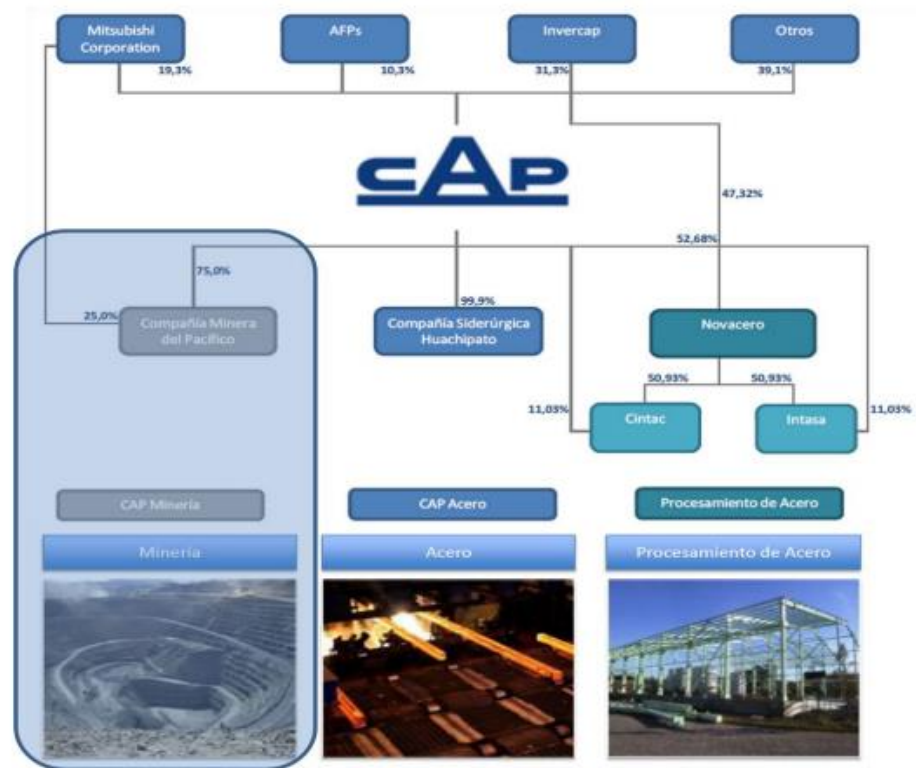 Mitsubishi
Corporation
AFPs
Invercap
Otros
19,3%
10,3%
31,3%
39,1%
CAP
47,32%
52,68%
75,0%
25,0%
99,9%
Compañía Minera
del Pacífico
Compañía Siderúrgica
Huachipato
Novacero
50,93%
50,93%
11,03%
Cintac
Intasa
11,03%
CAP Minería
CAP Acero
Procesamiento de Acero
Minería
Acero
Procesamiento de Acero